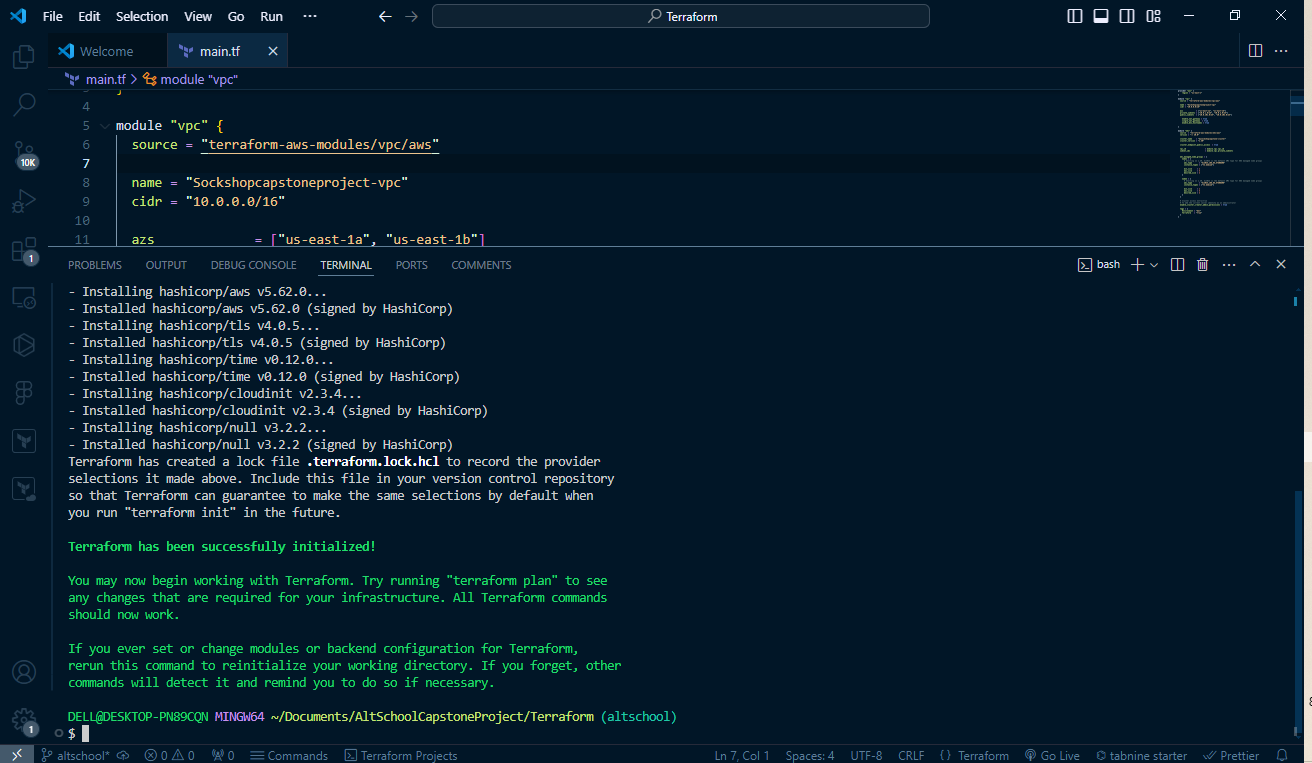 File Edit Selection View Go Run ··· Terraform
Welcome main.tf
main.tf > module "vpc"
}
4
5 module "vpc" {
6 source = "terraform-aws-modules/vpc/aws"
7
8 name = "Sockshopcapstoneproject-vpc"
9 cidr = "10.0.0.0/16"
10
11 azs = ["us-east-1a", "us-east-1b"]
10K
1
PROBLEMS OUTPUT DEBUG CONSOLE TERMINAL PORTS COMMENTS bash
- Installing hashicorp/aws v5.62.0...
- Installed hashicorp/aws v5.62.0 (signed by HashiCorp)
- Installing hashicorp/tls v4.0.5...
- Installed hashicorp/tls v4.0.5 (signed by HashiCorp)
- Installing hashicorp/time v0.12.0...
- Installed hashicorp/time v0.12.0 (signed by HashiCorp)
- Installing hashicorp/cloudinit v2.3.4...
- Installed hashicorp/cloudinit v2.3.4 (signed by HashiCorp)
- Installing hashicorp/null v3.2.2...
- Installed hashicorp/null v3.2.2 (signed by HashiCorp)
Terraform has created a lock file .terraform.lock.hcl to record the provider
selections it made above. Include this file in your version control repository
so that Terraform can guarantee to make the same selections by default when
you run "terraform init" in the future.
Terraform has been successfully initialized!
You may now begin working with Terraform. Try running "terraform plan" to see
any changes that are required for your infrastructure. All Terraform commands
should now work.
If you ever set or change modules or backend configuration for Terraform,
rerun this command to reinitialize your working directory. If you forget, other
commands will detect it and remind you to do so if necessary.
DELL@DESKTOP-PN89CQN MINGW64 ~/Documents/AltSchoolCapstoneProject/Terraform (altschool)
$
1
altschool* 0 0 0 Commands Terraform Projects Ln 7, Col 1 Spaces: 4 UTF-8 CRLF {} Terraform Go Live tabnine starter Prettier